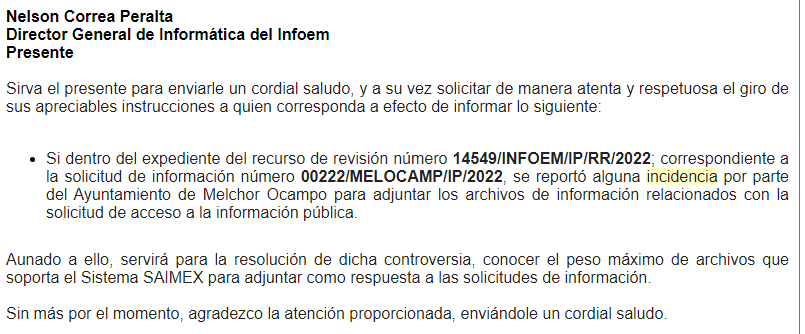 Nelson Correa Peralta
Director General de Informática del Infoem
Presente
Sirva el presente para enviarle un cordial saludo, y a su vez solicitar de manera atenta y respetuosa el giro de
sus apreciables instrucciones a quien corresponda a efecto de informar lo siguiente:
• Si dentro del expediente del recurso de revisión número 14549/INFOEM/IP/RR/2022; correspondiente a
la solicitud de información número 00222/MELOCAMP/IP/2022, se reportó alguna incidencia por parte
del Ayuntamiento de Melchor Ocampo para adjuntar los archivos de información relacionados con la
solicitud de acceso a la información pública.
Aunado a ello, servirá para la resolución de dicha controversia, conocer el peso máximo de archivos que
soporta el Sistema SAIMEX para adjuntar como respuesta a las solicitudes de información.
Sin más por el momento, agradezco la atención proporcionada, enviándole un cordial saludo.